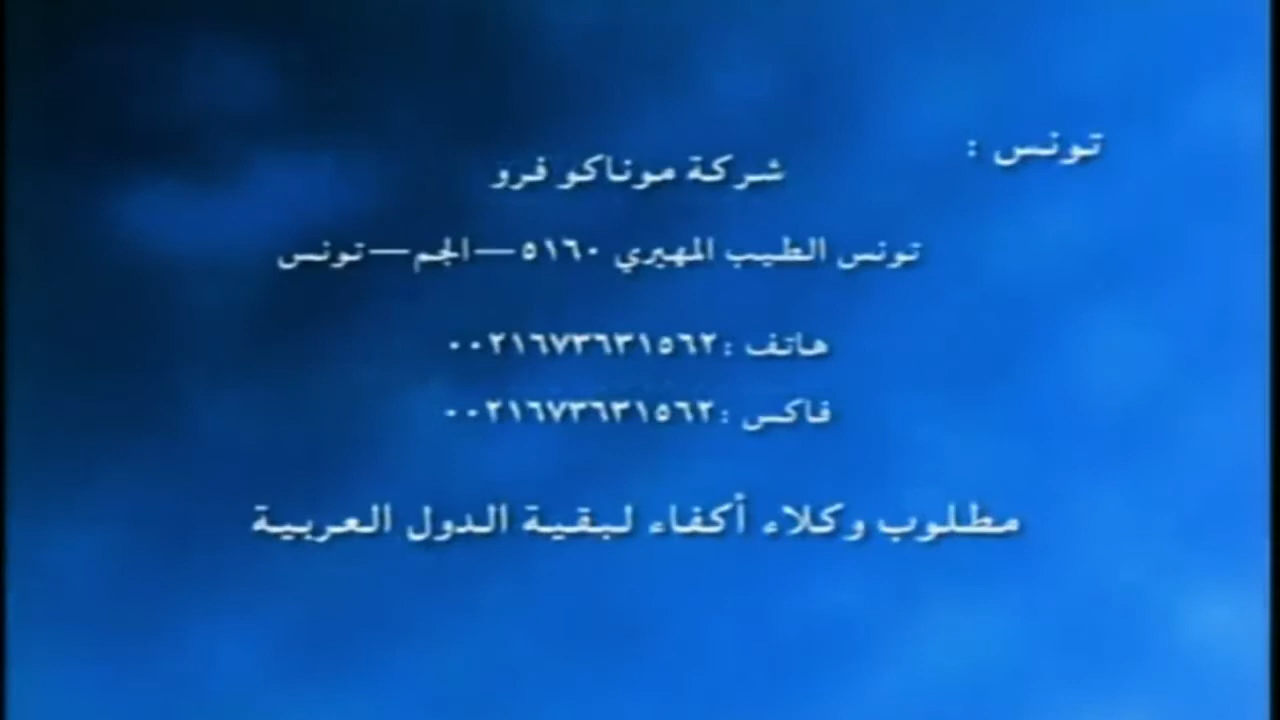 تونس :
شركة موناكو فرو
تونس الطيب المهيري ٥١٦٠—الجم—تونس
هاتف :٠٠٢١٦٧٣٦٣١٥٦٢
فاكس :٠٠٢١٦٧٣٦٣١٥٦٢
مطلوب وكلاء أكفاء لبقية الدول العربية